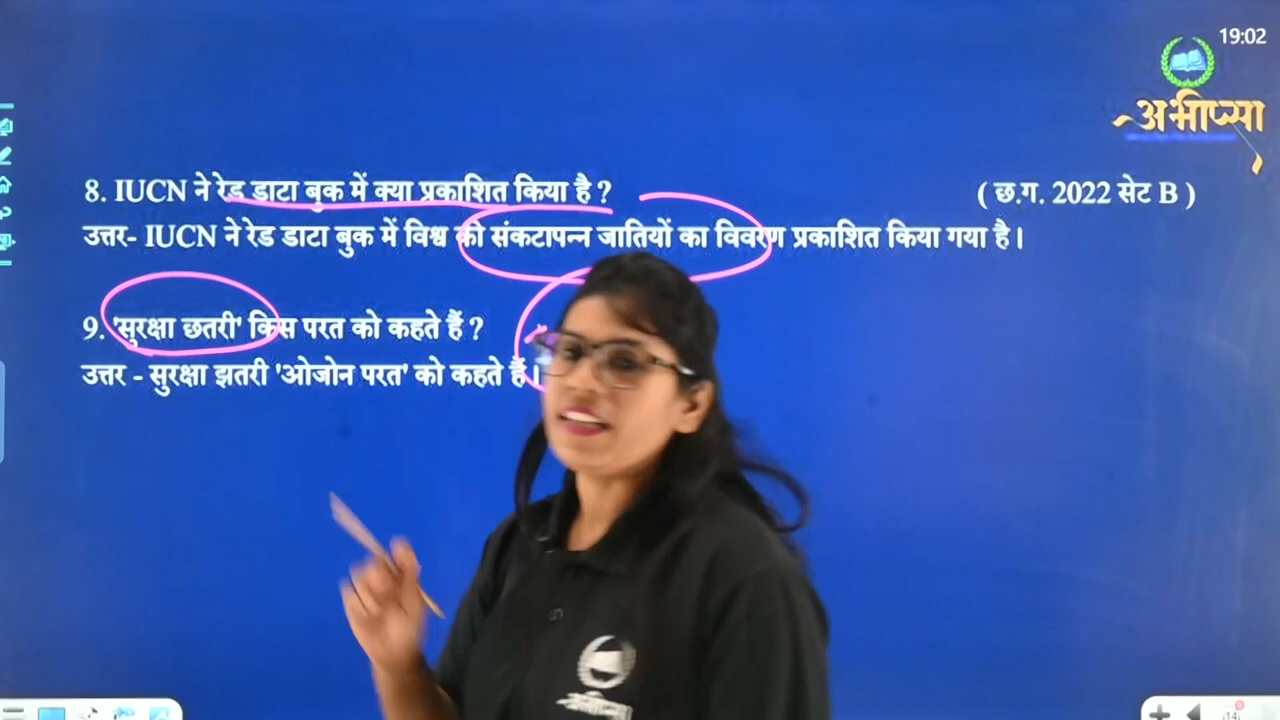 19:02
अभीप्सा
8. IUCN ने रेड डाटा बुक में क्या प्रकाशित किया है ? ( छ.ग. 2022 सेट B )
उत्तर- IUCN ने रेड डाटा बुक में विश्व की संकटापन्न जातियों का विवरण प्रकाशित किया गया है।
9. 'सुरक्षा छतरी' किस परत को कहते हैं ?
उत्तर - सुरक्षा झतरी 'ओजोन परत' को कहते हैं।